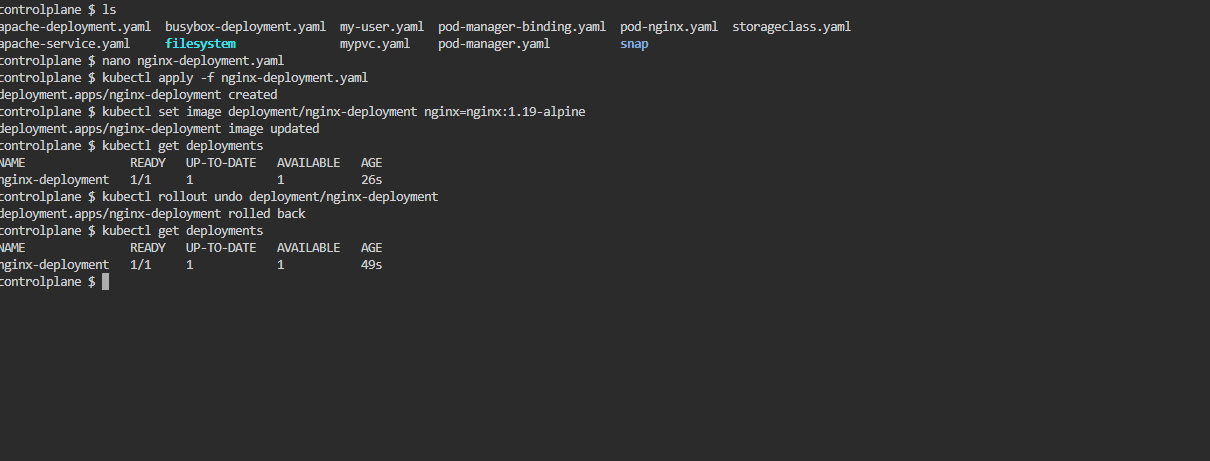 controlplane $ ls
apache-deployment.yaml  busybox-deployment.yaml  my-user.yaml  pod-manager-binding.yaml  pod-nginx.yaml  storageclass.yaml
apache-service.yaml     filesystem               mypvc.yaml    pod-manager.yaml          snap
controlplane $ nano nginx-deployment.yaml
controlplane $ kubectl apply -f nginx-deployment.yaml
deployment.apps/nginx-deployment created
controlplane $ kubectl set image deployment/nginx-deployment nginx=nginx:1.19-alpine
deployment.apps/nginx-deployment image updated
controlplane $ kubectl get deployments
NAME               READY   UP-TO-DATE   AVAILABLE   AGE
nginx-deployment   1/1     1            1           26s
controlplane $ kubectl rollout undo deployment/nginx-deployment
deployment.apps/nginx-deployment rolled back
controlplane $ kubectl get deployments
NAME               READY   UP-TO-DATE   AVAILABLE   AGE
nginx-deployment   1/1     1            1           49s
controlplane $